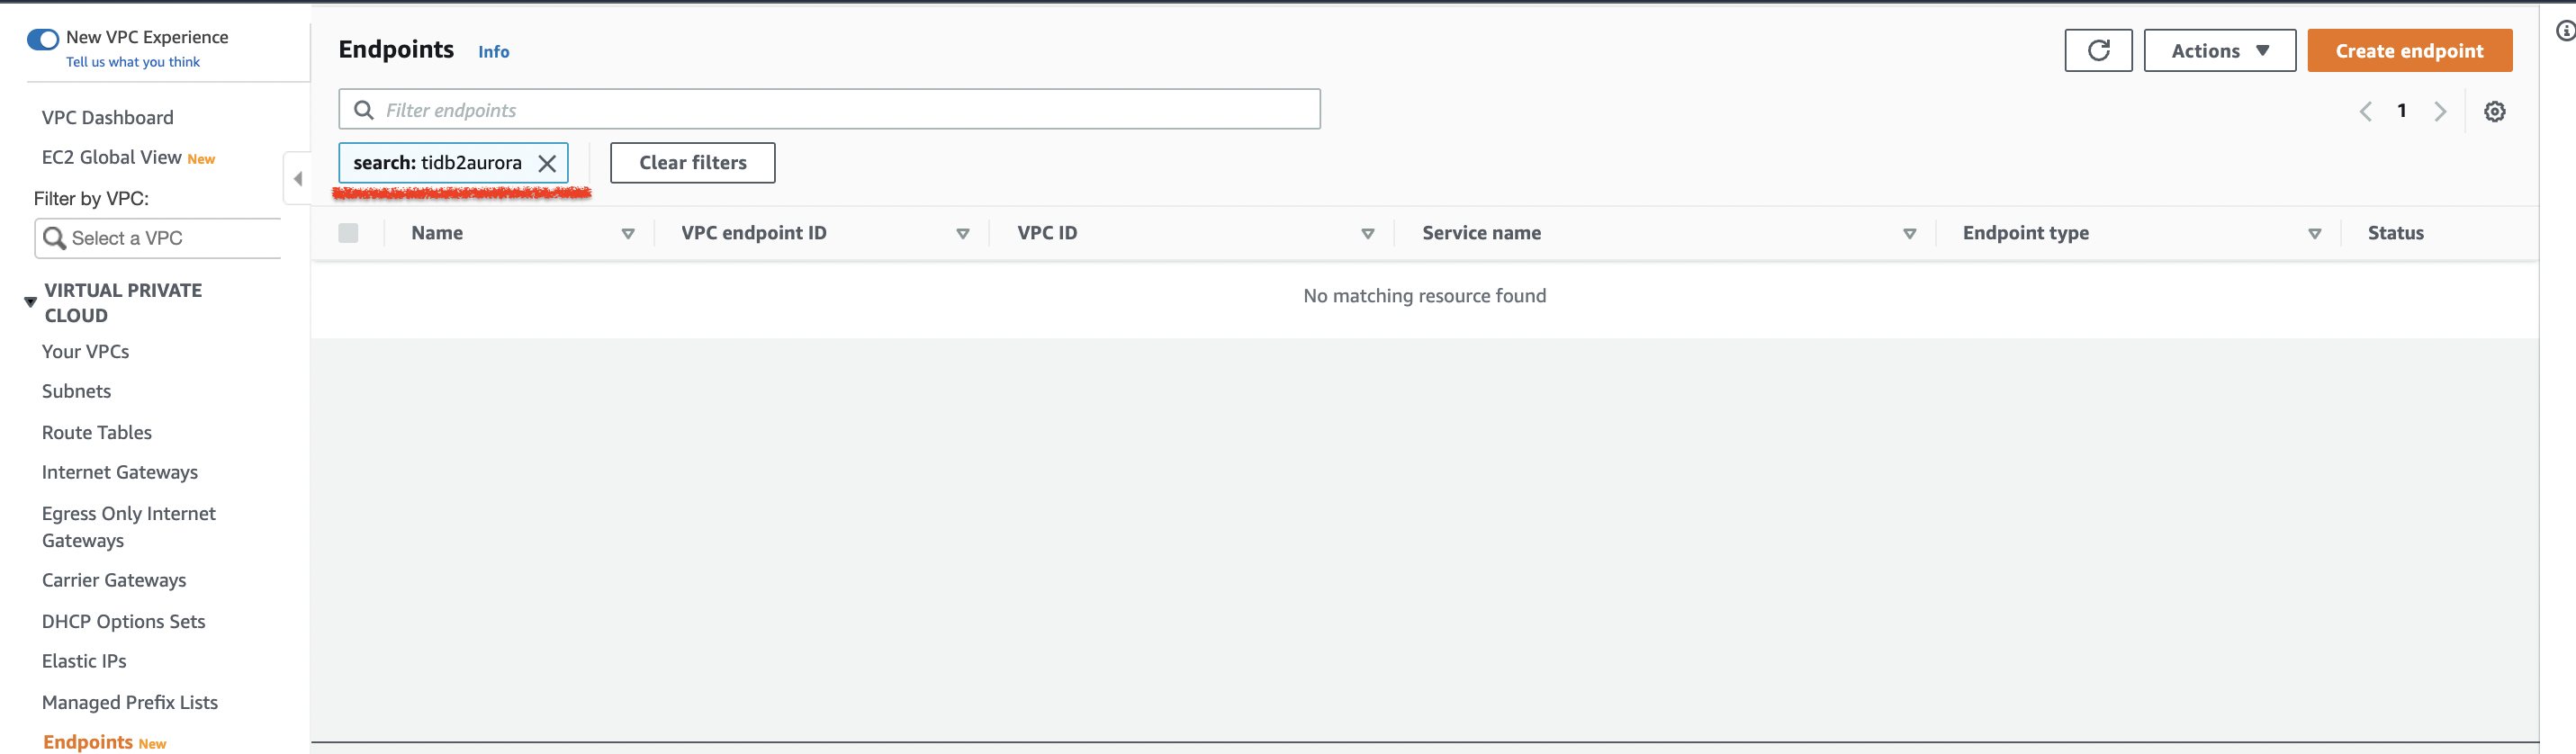 New VPC Experience
Tell us what you think
VPC Dashboard
EC2 Global View New
Filter by VPC:
Select a VPC
VIRTUAL PRIVATE
CLOUD
Your VPCs
Subnets
Route Tables
Internet Gateways
Egress Only Internet
Gateways
Carrier Gateways
DHCP Options Sets
Elastic IPs
Managed Prefix Lists
Endpoints New
Endpoints Info
Actions
Create endpoint
Filter endpoints
1
search: tidb2aurora
Clear filters
Name VPC endpoint ID VPC ID Service name Endpoint type Status
No matching resource found